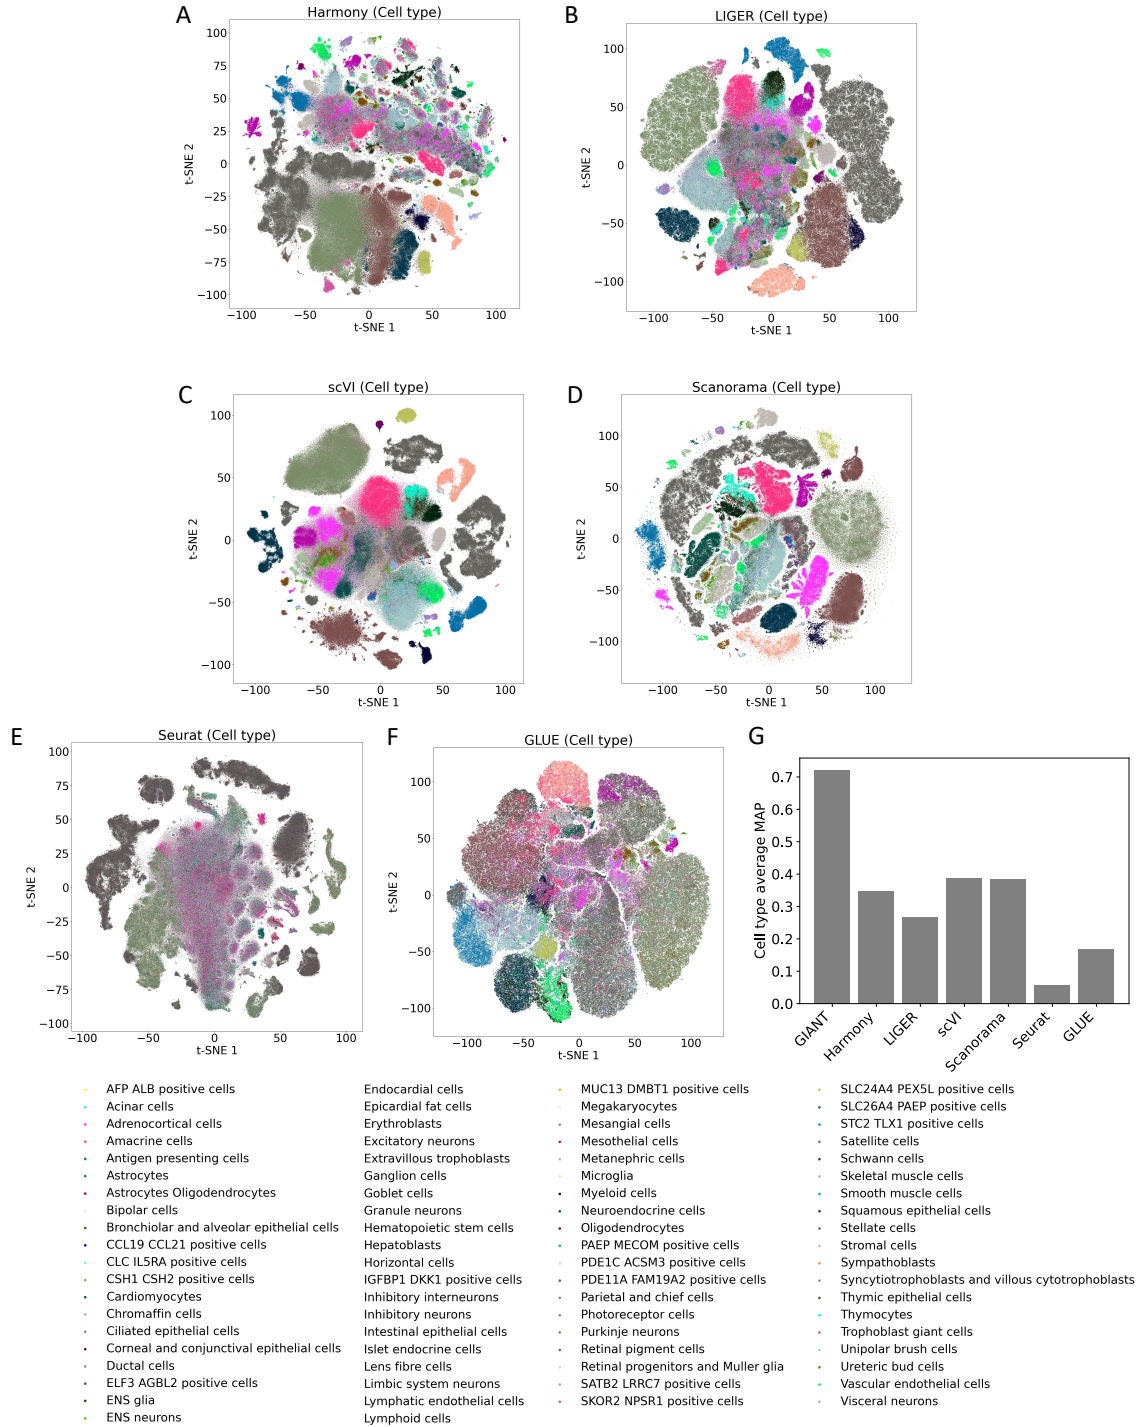 A
Harmony (Cell type)
100
75
50
25
0
−25
−50
−75
−100
t-SNE 2
−100
−50
0
50
100
t-SNE 1
B
LIGER (Cell type)
100
50
0
−50
−100
t-SNE 2
−100
−50
0
50
100
t-SNE 1
C
scVI (Cell type)
100
50
0
−50
−100
t-SNE 2
−100
−50
0
50
100
t-SNE 1
D
Scanorama (Cell type)
100
50
0
−50
−100
t-SNE 2
−100
−50
0
50
100
t-SNE 1
E
Seurat (Cell type)
100
75
50
25
0
−25
−50
−75
−100
t-SNE 2
−100
−50
0
50
100
t-SNE 1
F
GLUE (Cell type)
100
50
0
−50
−100
t-SNE 2
−100
−50
0
50
100
t-SNE 1
G
0.7
0.6
0.5
0.4
0.3
0.2
0.1
0.0
Cell type average MAP
GIANT
Harmony
LIGER
scVI
Scanorama
Seurat
GLUE
AFP ALB positive cells
Acinar cells
Adrenocortical cells
Amacrine cells
Antigen presenting cells
Astrocytes
Astrocytes Oligodendrocytes
Bipolar cells
Bronchiolar and alveolar epithelial cells
CCL19 CCL21 positive cells
CLC IL5RA positive cells
CSH1 CSH2 positive cells
Cardiomyocytes
Chromaffin cells
Ciliated epithelial cells
Corneal and conjunctival epithelial cells
Ductal cells
ELF3 AGBL2 positive cells
ENS glia
ENS neurons
Endocardial cells
Epicardial fat cells
Erythroblasts
Excitatory neurons
Extravillous trophoblasts
Ganglion cells
Goblet cells
Granule neurons
Hematopoietic stem cells
Hepatoblasts
Horizontal cells
IGFBP1 DKK1 positive cells
Inhibitory interneurons
Inhibitory neurons
Intestinal epithelial cells
Islet endocrine cells
Lens fibre cells
Limbic system neurons
Lymphatic endothelial cells
Lymphoid cells
MUC13 DMBT1 positive cells
Megakaryocytes
Mesangial cells
Mesothelial cells
Metanephric cells
Microglia
Myeloid cells
Neuroendocrine cells
Oligodendrocytes
PAEP MECOM positive cells
PDE1C ACSM3 positive cells
PDE11A FAM19A2 positive cells
Parietal and chief cells
Photoreceptor cells
Purkinje neurons
Retinal pigment cells
Retinal progenitors and Muller glia
SATB2 LRRC7 positive cells
SKOR2 NPSR1 positive cells
SLC24A4 PEX5L positive cells
SLC26A4 PAEP positive cells
STC2 TLX1 positive cells
Satellite cells
Schwann cells
Skeletal muscle cells
Smooth muscle cells
Squamous epithelial cells
Stellate cells
Stromal cells
Sympathoblasts
Syncytiotrophoblasts and villous cytotrophoblasts
Thymic epithelial cells
Thymocytes
Trophoblast giant cells
Unipolar brush cells
Ureteric bud cells
Vascular endothelial cells
Visceral neurons